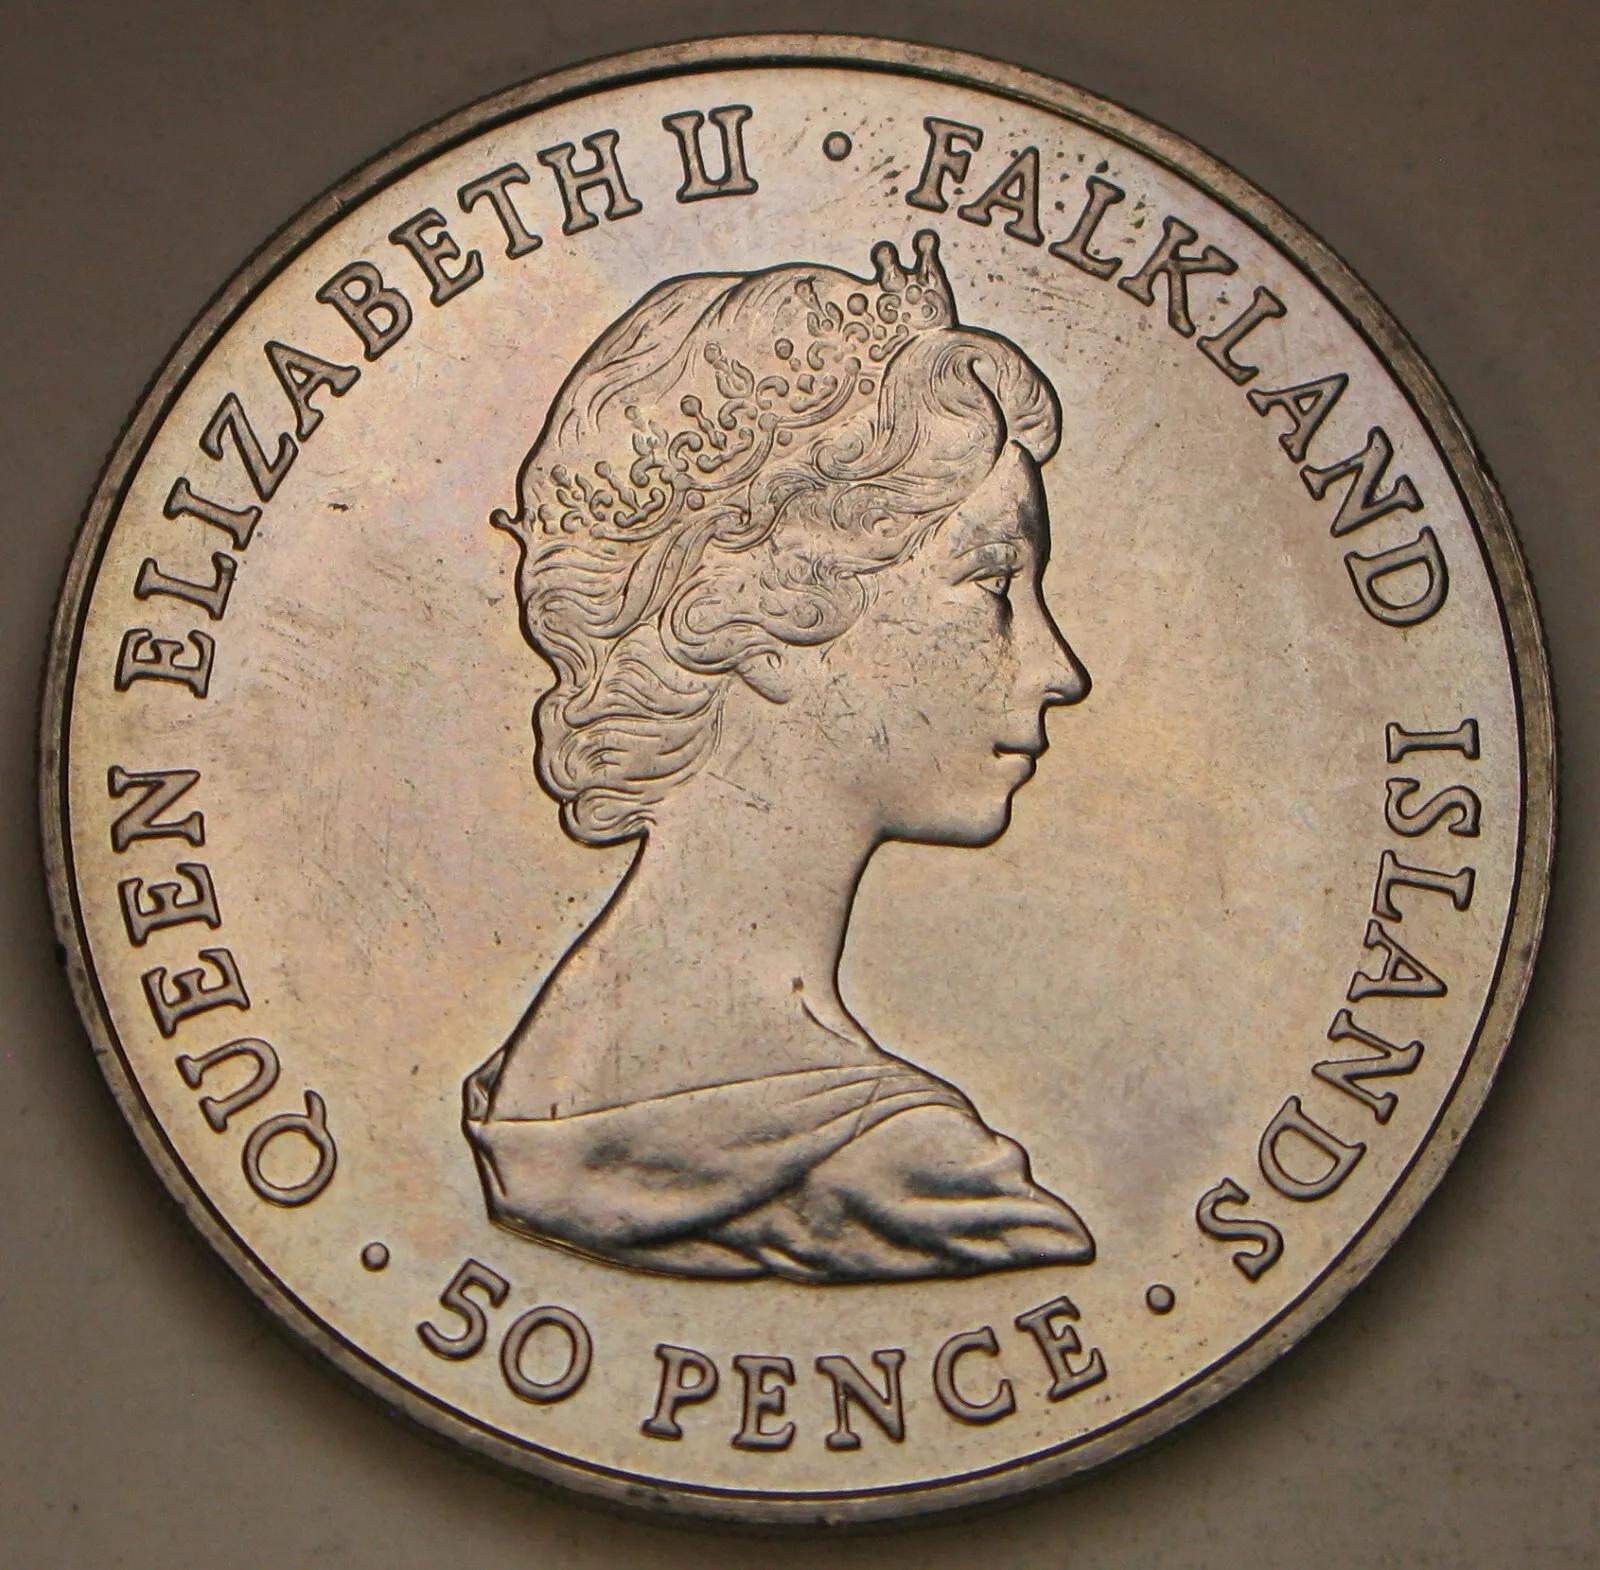 QUEEN ELIZABETH II · FALKLAND ISLANDS
· 50 PENCE ·